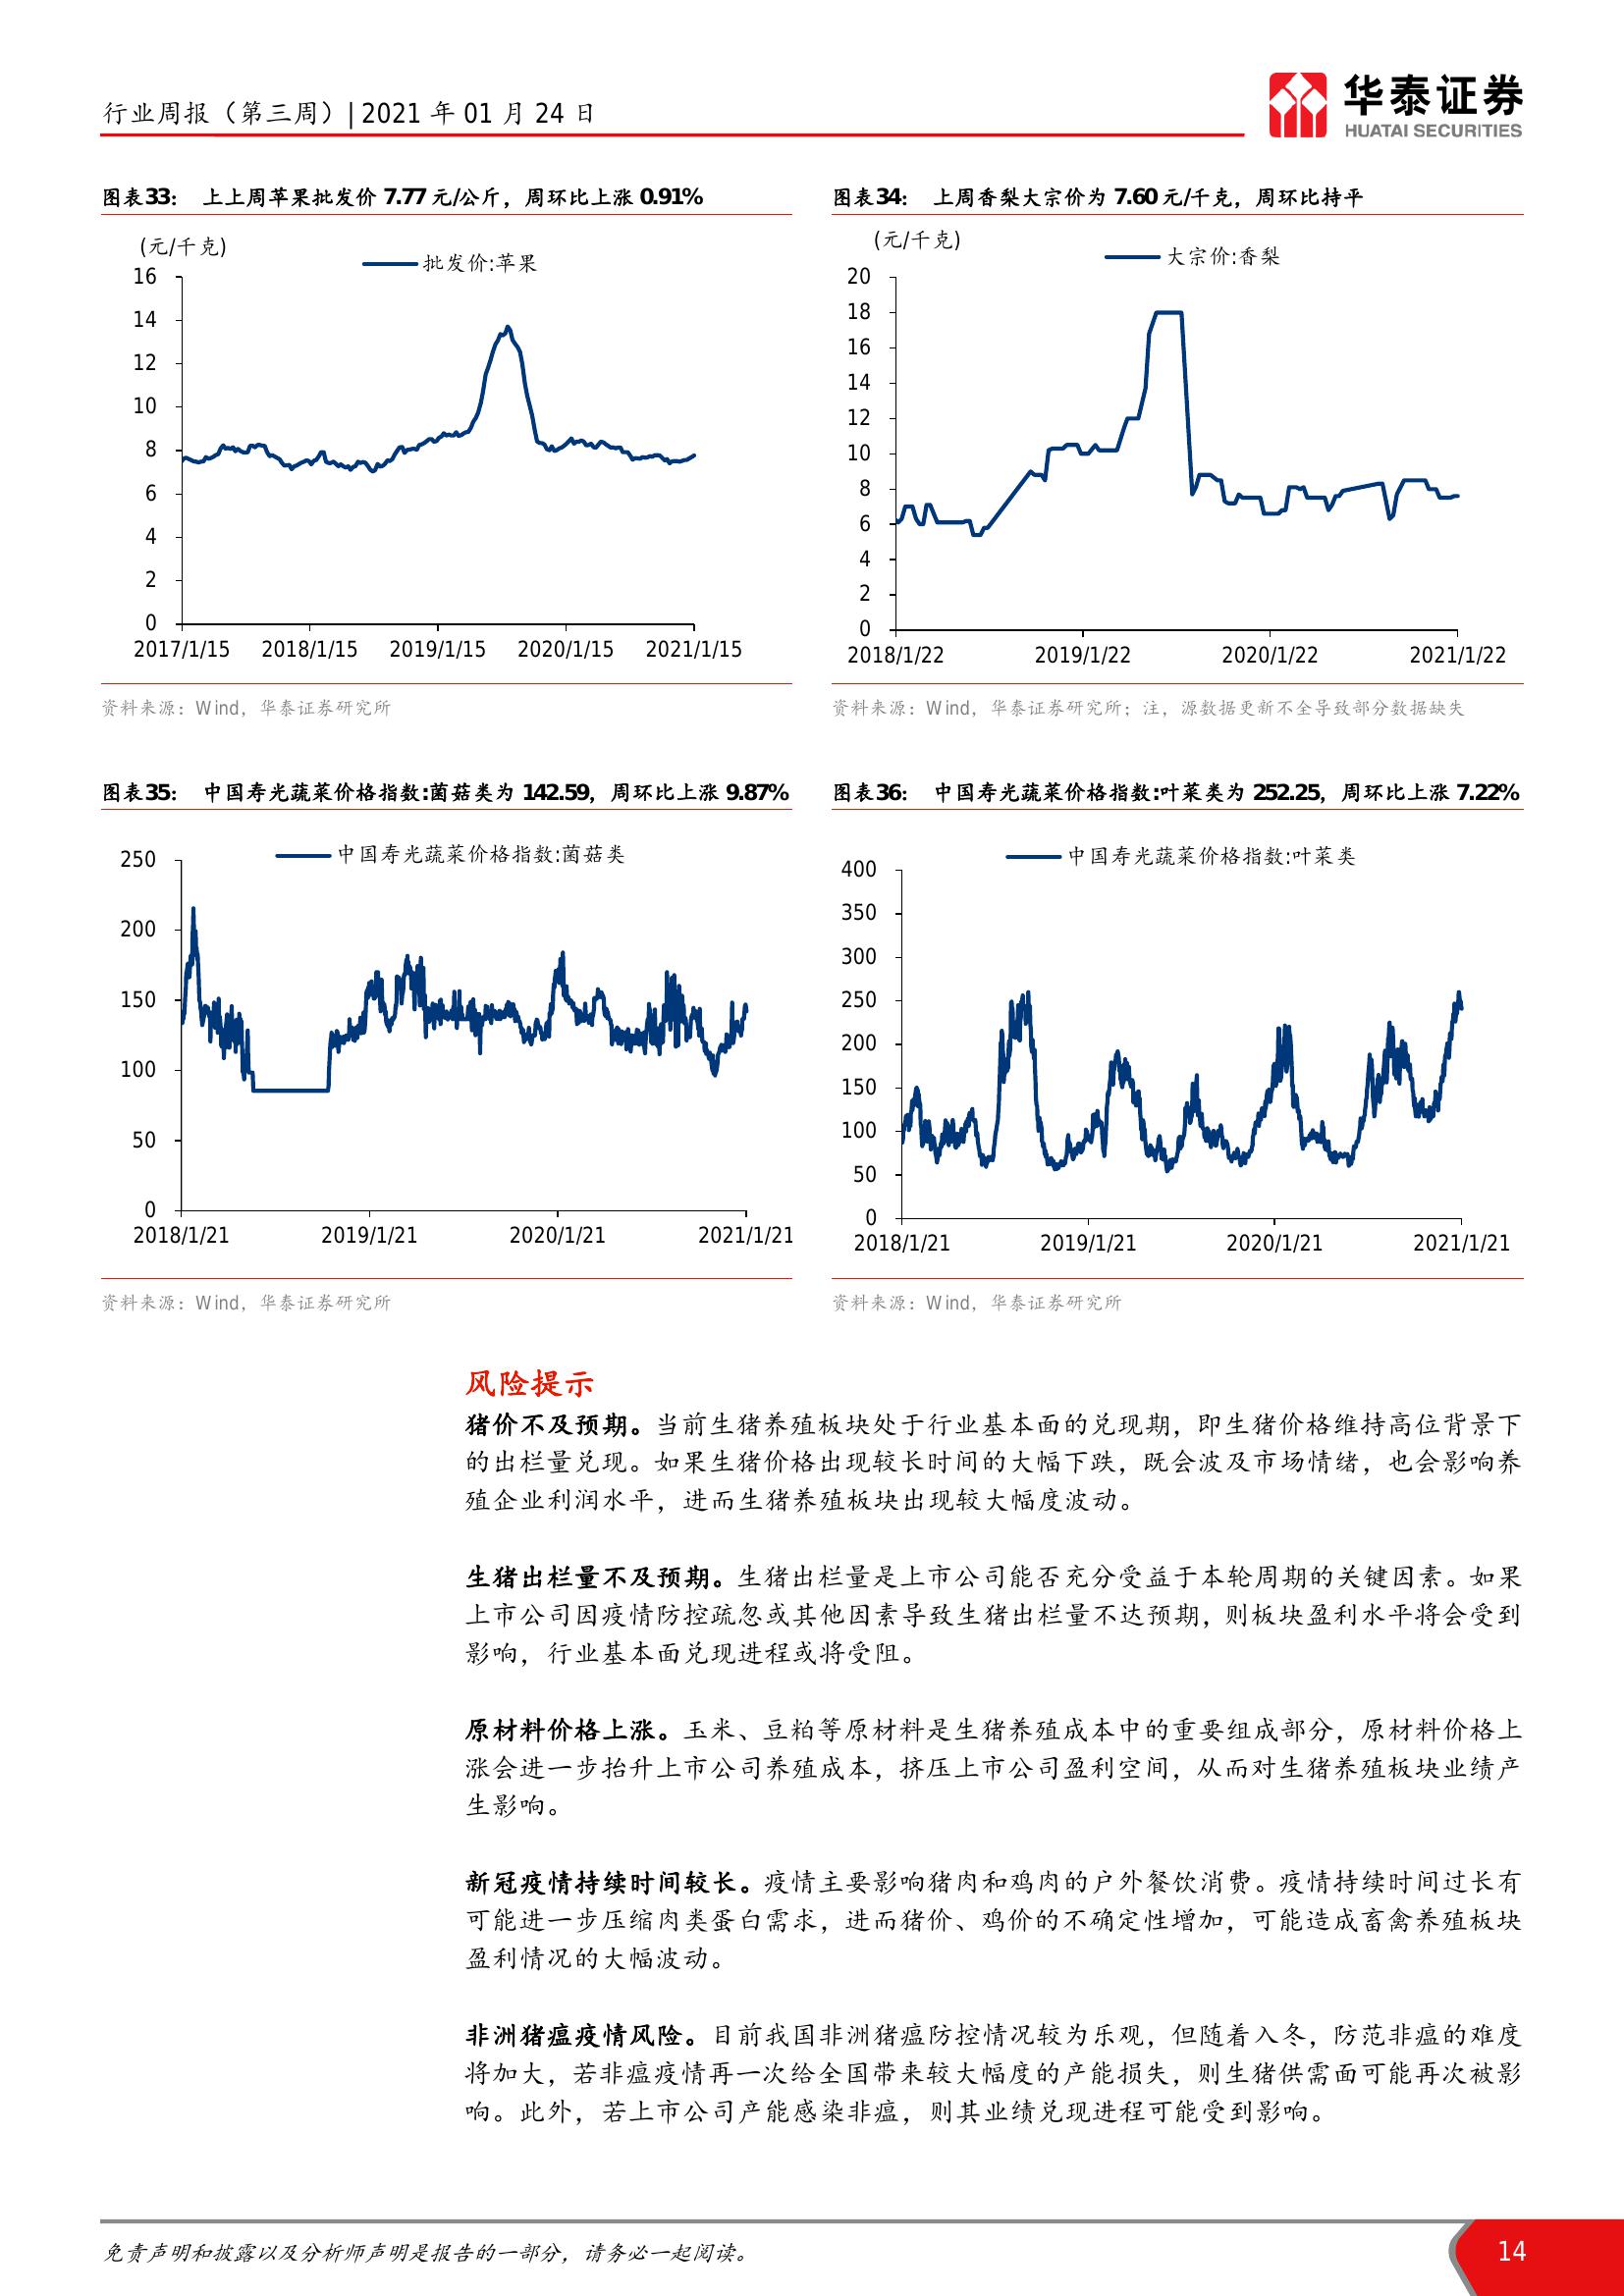 行业周报（第三周）| 2021 年 01 月 24 日
华泰证券
HUATAI SECURITIES
图表33： 上上周苹果批发价 7.77 元/公斤，周环比上涨 0.91%
(元/千克)
批发价:苹果
16
14
12
10
8
6
4
2
0
2017/1/15 2018/1/15 2019/1/15 2020/1/15 2021/1/15
资料来源：Wind，华泰证券研究所
图表34： 上周香梨大宗价为 7.60 元/千克，周环比持平
(元/千克)
大宗价:香梨
20
18
16
14
12
10
8
6
4
2
0
2018/1/22 2019/1/22 2020/1/22 2021/1/22
资料来源：Wind，华泰证券研究所；注，源数据更新不全导致部分数据缺失
图表35： 中国寿光蔬菜价格指数:菌菇类为 142.59，周环比上涨 9.87%
中国寿光蔬菜价格指数:菌菇类
250
200
150
100
50
0
2018/1/21 2019/1/21 2020/1/21 2021/1/21
资料来源：Wind，华泰证券研究所
图表36： 中国寿光蔬菜价格指数:叶菜类为 252.25，周环比上涨 7.22%
中国寿光蔬菜价格指数:叶菜类
400
350
300
250
200
150
100
50
0
2018/1/21 2019/1/21 2020/1/21 2021/1/21
资料来源：Wind，华泰证券研究所
风险提示
猪价不及预期。当前生猪养殖板块处于行业基本面的兑现期，即生猪价格维持高位背景下
的出栏量兑现。如果生猪价格出现较长时间的大幅下跌，既会波及市场情绪，也会影响养
殖企业利润水平，进而生猪养殖板块出现较大幅度波动。
生猪出栏量不及预期。生猪出栏量是上市公司能否充分受益于本轮周期的关键因素。如果
上市公司因疫情防控疏忽或其他因素导致生猪出栏量不达预期，则板块盈利水平将会受到
影响，行业基本面兑现进程或将受阻。
原材料价格上涨。玉米、豆粕等原材料是生猪养殖成本中的重要组成部分，原材料价格上
涨会进一步抬升上市公司养殖成本，挤压上市公司盈利空间，从而对生猪养殖板块业绩产
生影响。
新冠疫情持续时间较长。疫情主要影响猪肉和鸡肉的户外餐饮消费。疫情持续时间过长有
可能进一步压缩肉类蛋白需求，进而猪价、鸡价的不确定性增加，可能造成畜禽养殖板块
盈利情况的大幅波动。
非洲猪瘟疫情风险。目前我国非洲猪瘟防控情况较为乐观，但随着入冬，防范非瘟的难度
将加大，若非瘟疫情再一次给全国带来较大幅度的产能损失，则生猪供需面可能再次被影
响。此外，若上市公司产能感染非瘟，则其业绩兑现进程可能受到影响。
免责声明和披露以及分析师声明是报告的一部分，请务必一起阅读。
14